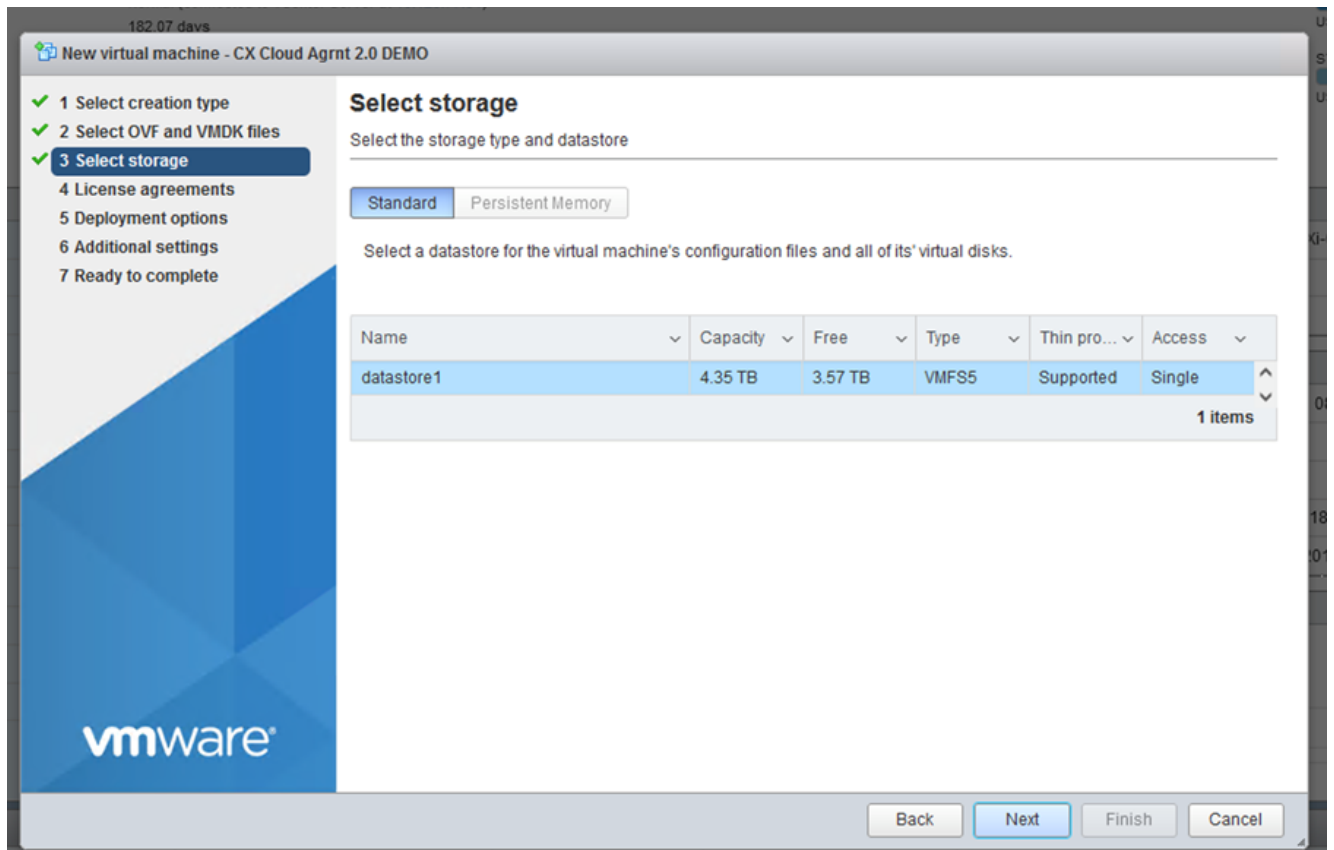 182.07 days
New virtual machine - CX Cloud Agrnt 2.0 DEMO
1 Select creation type
2 Select OVF and VMDK files
3 Select storage
4 License agreements
5 Deployment options
6 Additional settings
7 Ready to complete
Select storage
Select the storage type and datastore
Standard Persistent Memory
Select a datastore for the virtual machine's configuration files and all of its' virtual disks.
Name Capacity Free Type Thin pro... Access
datastore1 4.35 TB 3.57 TB VMFS5 Supported Single
1 items
vmware®
Back Next Finish Cancel